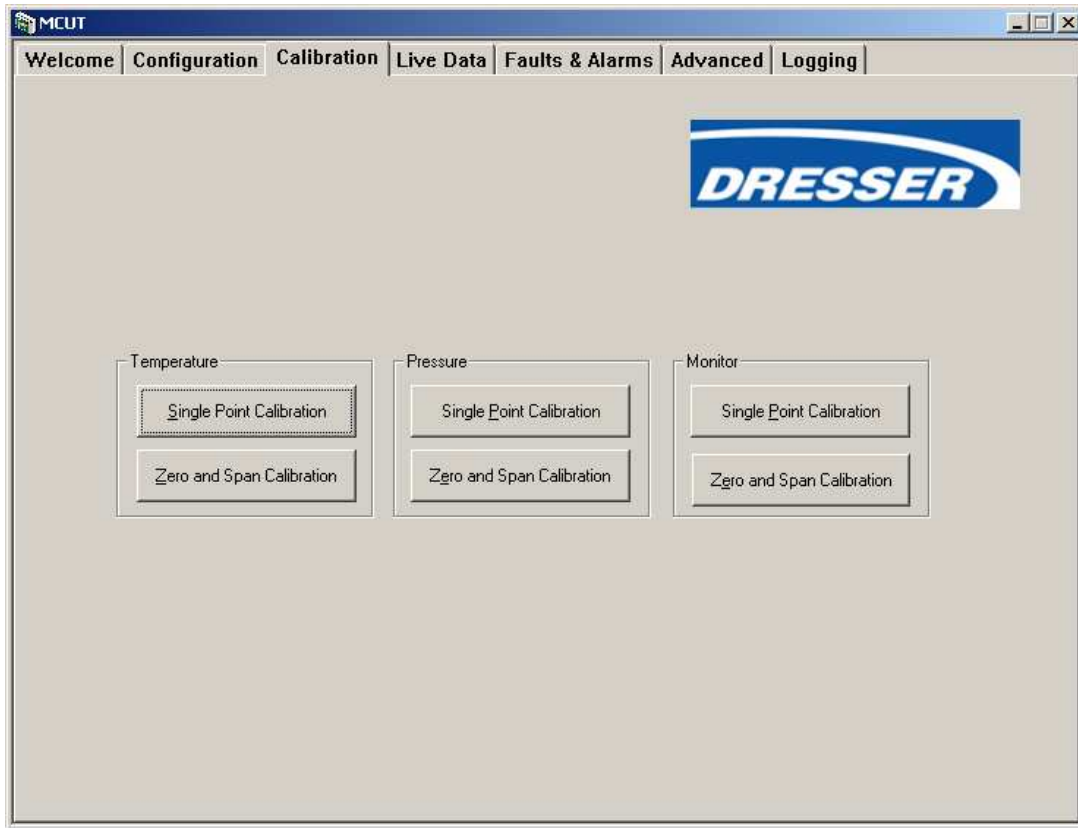 MCUT
Welcome Configuration Calibration Live Data Faults & Alarms Advanced Logging
DRESSER
Temperature
Single Point Calibration
Zero and Span Calibration
Pressure
Single Point Calibration
Zero and Span Calibration
Monitor
Single Point Calibration
Zero and Span Calibration